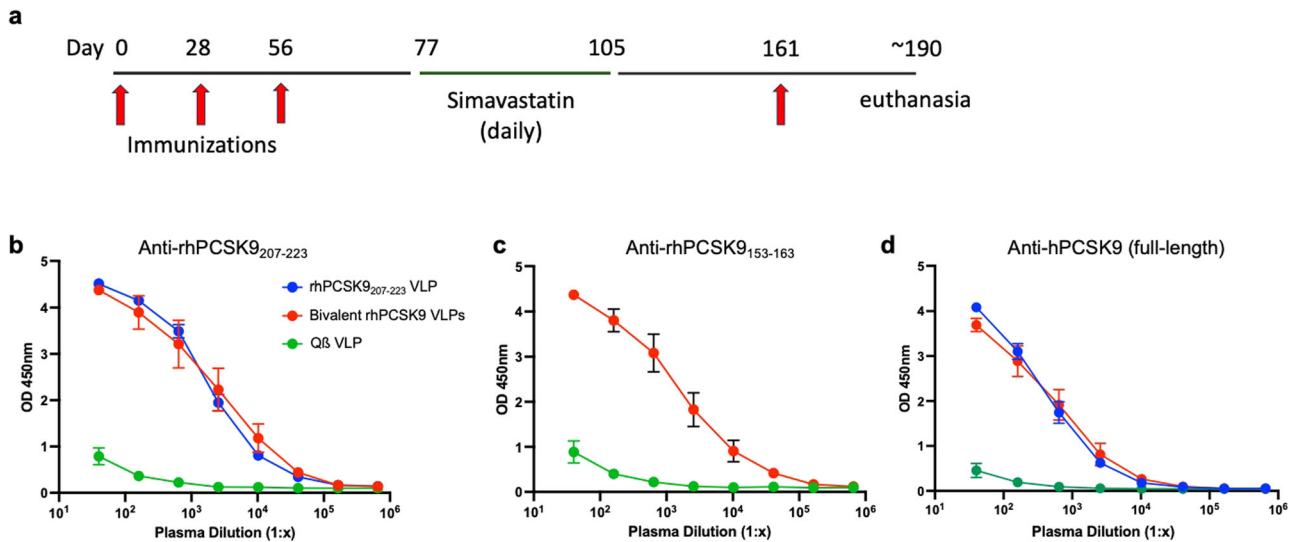 a
Day 0 28 56 77 105 161 ~190
Simavastatin
(daily)
euthanasia
Immunizations
b
Anti-rhPCSK9207-223
5
4
3
2
1
0
OD 450nm
10¹ 10² 10³ 10⁴ 10⁵ 10⁶
Plasma Dilution (1:x)
rhPCSK9207-223 VLP
Bivalent rhPCSK9 VLPs
Qß VLP
c
Anti-rhPCSK9153-163
5
4
3
2
1
0
OD 450nm
10¹ 10² 10³ 10⁴ 10⁵ 10⁶
Plasma Dilution (1:x)
d
Anti-hPCSK9 (full-length)
5
4
3
2
1
0
OD 450nm
10¹ 10² 10³ 10⁴ 10⁵ 10⁶
Plasma Dilution (1:x)